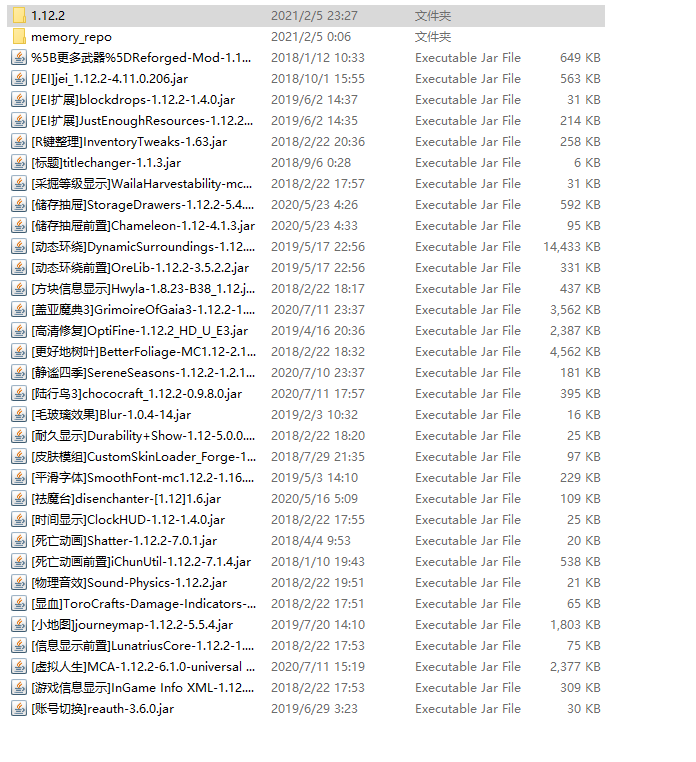 1.12.2 2021/2/5 23:27 文件夹
memory_repo 2021/2/5 0:06 文件夹
%5B更多武器%5DReforged-Mod-1.1... 2018/1/12 10:33 Executable Jar File 649 KB
[JEI]jei_1.12.2-4.11.0.206.jar 2018/10/1 15:55 Executable Jar File 563 KB
[JEI扩展]blockdrops-1.12.2-1.4.0.jar 2019/6/2 14:37 Executable Jar File 31 KB
[JEI扩展]JustEnoughResources-1.12.2... 2019/6/2 14:35 Executable Jar File 214 KB
[R键整理]InventoryTweaks-1.63.jar 2018/2/22 20:36 Executable Jar File 258 KB
[标题]titlechanger-1.1.3.jar 2018/9/6 0:28 Executable Jar File 6 KB
[采掘等级显示]WailaHarvestability-mc... 2018/2/22 17:57 Executable Jar File 31 KB
[储存抽屉]StorageDrawers-1.12.2-5.4.... 2020/5/23 4:26 Executable Jar File 592 KB
[储存抽屉前置]Chameleon-1.12-4.1.3.jar 2020/5/23 4:33 Executable Jar File 95 KB
[动态环绕]DynamicSurroundings-1.12.... 2019/5/17 22:56 Executable Jar File 14,433 KB
[动态环绕前置]OreLib-1.12.2-3.5.2.2.jar 2019/5/17 22:56 Executable Jar File 331 KB
[方块信息显示]Hwyla-1.8.23-B38_1.12.j... 2018/2/22 18:17 Executable Jar File 437 KB
[盖亚魔典3]GrimoireOfGaia3-1.12.2-1.... 2020/7/11 23:37 Executable Jar File 3,562 KB
[高清修复]OptiFine-1.12.2_HD_U_E3.jar 2019/4/16 20:36 Executable Jar File 2,387 KB
[更好地树叶]BetterFoliage-MC1.12-2.1... 2018/2/22 18:32 Executable Jar File 4,562 KB
[静谧四季]SereneSeasons-1.12.2-1.2.1... 2020/7/10 23:37 Executable Jar File 181 KB
[陆行鸟3]chococraft_1.12.2-0.9.8.0.jar 2020/7/11 17:57 Executable Jar File 395 KB
[毛玻璃效果]Blur-1.0.4-14.jar 2019/2/3 10:32 Executable Jar File 16 KB
[耐久显示]Durability+Show-1.12-5.0.0.... 2018/2/22 18:20 Executable Jar File 25 KB
[皮肤模组]CustomSkinLoader_Forge-1... 2018/7/29 21:35 Executable Jar File 97 KB
[平滑字体]SmoothFont-mc1.12.2-1.16.... 2019/5/3 14:10 Executable Jar File 229 KB
[祛魔台]disenchanter-[1.12]1.6.jar 2020/5/16 5:09 Executable Jar File 109 KB
[时间显示]ClockHUD-1.12-1.4.0.jar 2018/2/22 17:55 Executable Jar File 25 KB
[死亡动画]Shatter-1.12.2-7.0.1.jar 2018/4/4 9:53 Executable Jar File 20 KB
[死亡动画前置]iChunUtil-1.12.2-7.1.4.jar 2018/1/10 19:43 Executable Jar File 538 KB
[物理音效]Sound-Physics-1.12.2.jar 2018/2/22 19:51 Executable Jar File 21 KB
[显血]ToroCrafts-Damage-Indicators-... 2018/2/22 17:51 Executable Jar File 65 KB
[小地图]journeymap-1.12.2-5.5.4.jar 2019/7/20 14:10 Executable Jar File 1,803 KB
[信息显示前置]LunatriusCore-1.12.2-1.... 2018/2/22 17:53 Executable Jar File 75 KB
[虚拟人生]MCA-1.12.2-6.1.0-universal ... 2020/7/11 15:19 Executable Jar File 2,377 KB
[游戏信息显示]InGame Info XML-1.12.... 2018/2/22 17:53 Executable Jar File 309 KB
[账号切换]reauth-3.6.0.jar 2019/6/29 3:23 Executable Jar File 30 KB